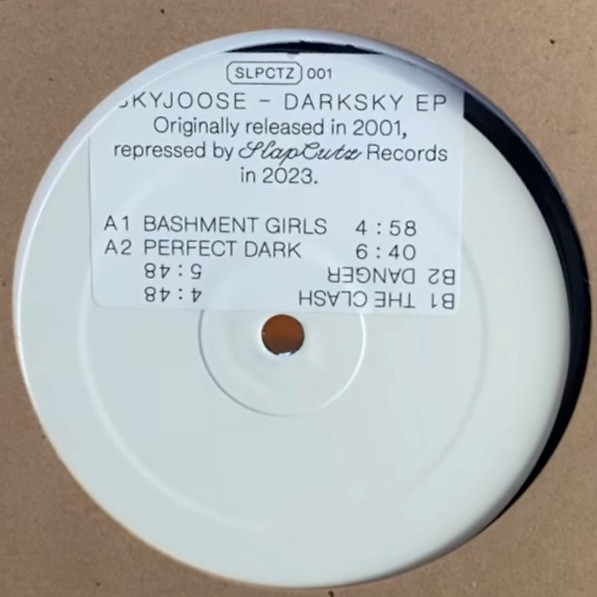 SLPCTZ 001
SKYJOOSE - DARKSKY EP
Originally released in 2001,
repressed by SlapCutz Records
in 2023.
A1 BASHMENT GIRLS 4:58
A2 PERFECT DARK 6:40
B1 THE CLASH 4:48
B2 DANGER 5:48